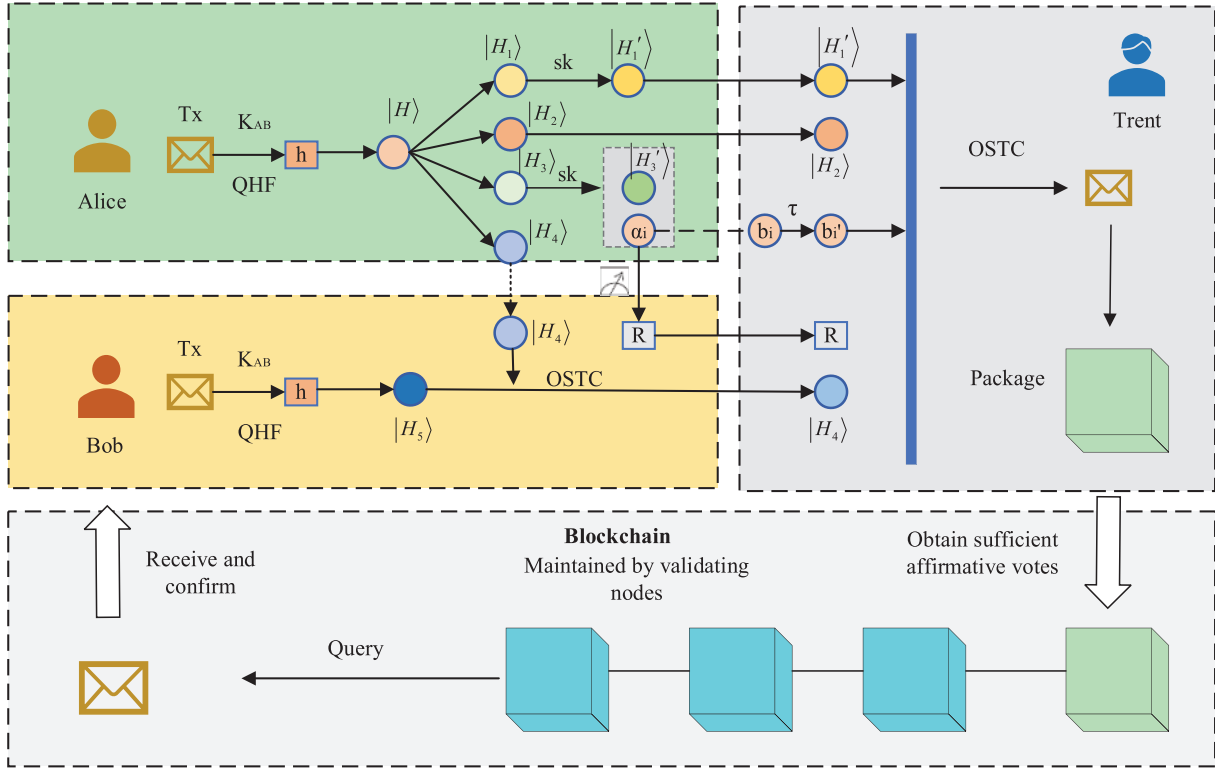 |H₁⟩
sk
|H₁′⟩
|H₁′⟩
Tx
K_AB
|H⟩
|H₂⟩
Trent
h
|H₃⟩
|H₃′⟩
|H₂⟩
OSTC
QHF
sk
Alice
|H₄⟩
αᵢ
bᵢ
τ
bᵢ'
Tx
K_AB
|H₄⟩
R
R
h
OSTC
Package
Bob
QHF
|H₅⟩
|H₄⟩
Receive and
confirm
Blockchain
Maintained by validating
nodes
Obtain sufficient
affirmative votes
Query